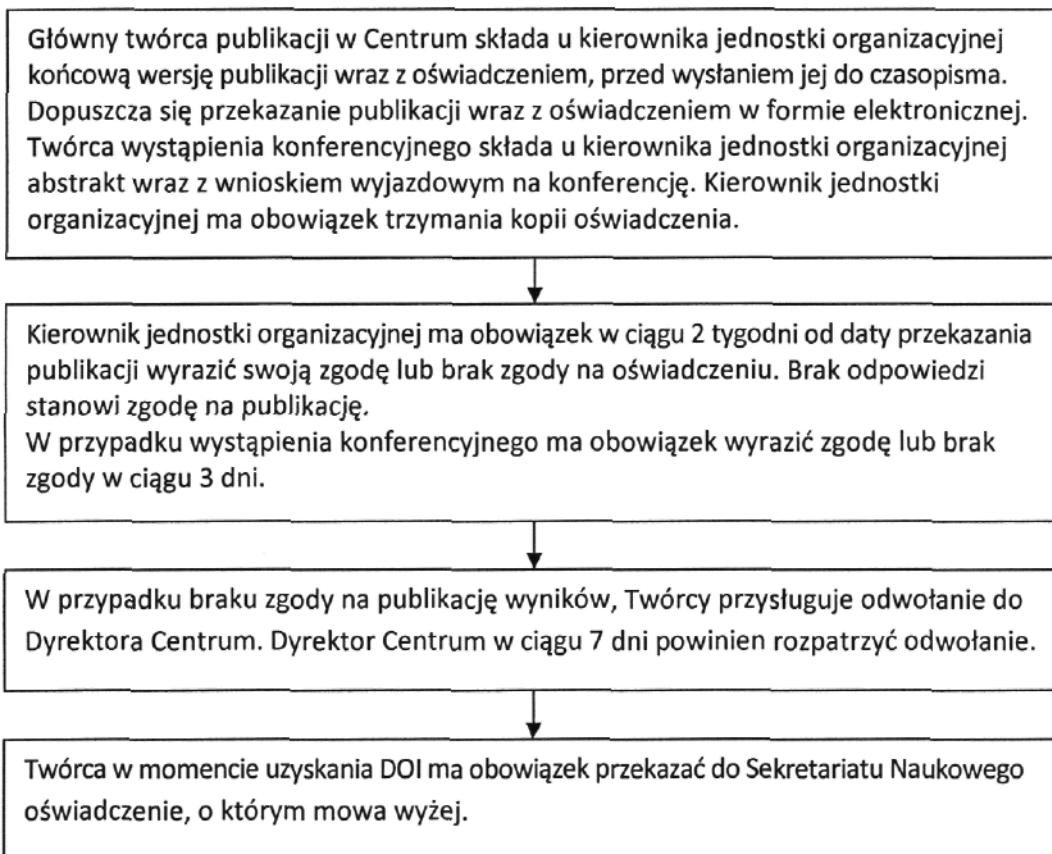 Główny twórca publikacji w Centrum składa u kierownika jednostki organizacyjnej
końcową wersję publikacji wraz z oświadczeniem, przed wysłaniem jej do czasopisma.
Dopuszcza się przekazanie publikacji wraz z oświadczeniem w formie elektronicznej.
Twórca wystąpienia konferencyjnego składa u kierownika jednostki organizacyjnej
abstrakt wraz z wnioskiem wyjazdowym na konferencję. Kierownik jednostki
organizacyjnej ma obowiązek trzymania kopii oświadczenia.
Kierownik jednostki organizacyjnej ma obowiązek w ciągu 2 tygodni od daty przekazania
publikacji wyrazić swoją zgodę lub brak zgody na oświadczeniu. Brak odpowiedzi
stanowi zgodę na publikację.
W przypadku wystąpienia konferencyjnego ma obowiązek wyrazić zgodę lub brak
zgody w ciągu 3 dni.
W przypadku braku zgody na publikację wyników, Twórcy przysługuje odwołanie do
Dyrektora Centrum. Dyrektor Centrum w ciągu 7 dni powinien rozpatrzyć odwołanie.
Twórca w momencie uzyskania DOI ma obowiązek przekazać do Sekretariatu Naukowego
oświadczenie, o którym mowa wyżej.